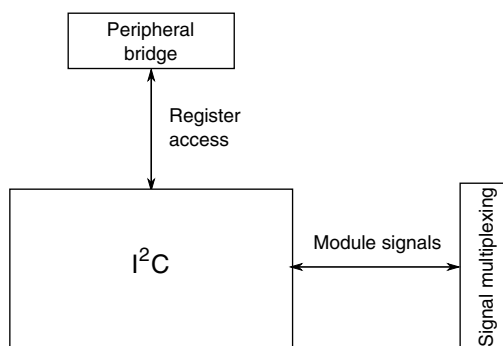 Peripheral
bridge
Register
access
Module signals
I²C
Signal multiplexing